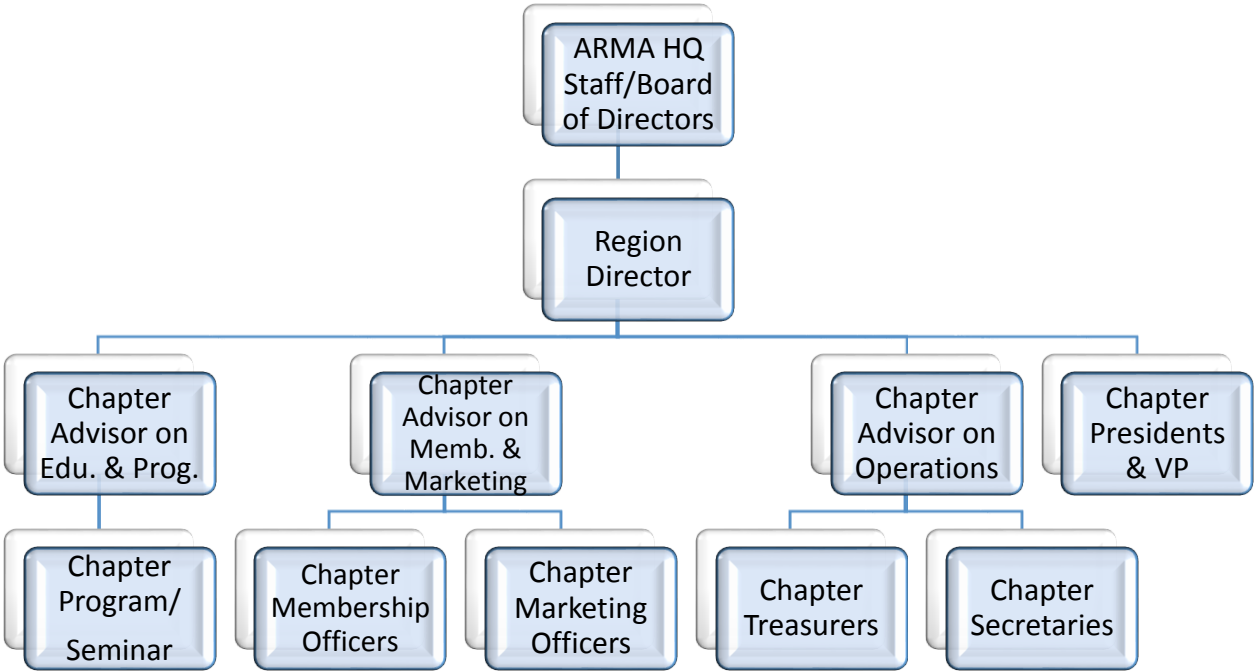 ARMA HQ
Staff/Board
of Directors
Region
Director
Chapter
Advisor on
Edu. & Prog.
Chapter
Advisor on
Memb. &
Marketing
Chapter
Advisor on
Operations
Chapter
Presidents
& VP
Chapter
Program/
Seminar
Chapter
Membership
Officers
Chapter
Marketing
Officers
Chapter
Treasurers
Chapter
Secretaries